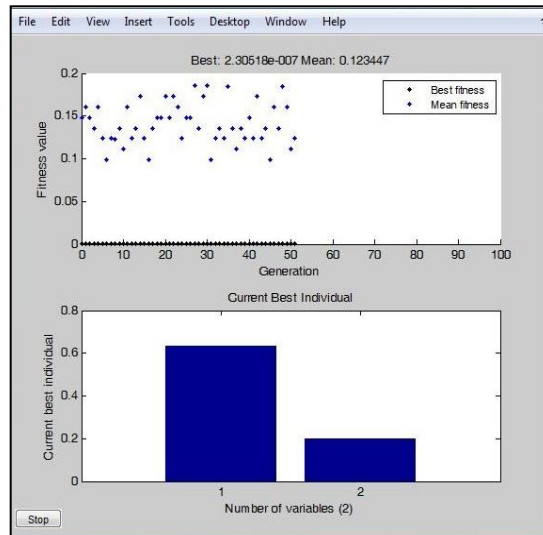 File Edit View Insert Tools Desktop Window Help
Best: 2.30518e-007 Mean: 0.123447
0.2
0.15
0.1
0.05
0
Fitness value
Best fitness
Mean fitness
0 10 20 30 40 50 60 70 80 90 100
Generation
Current Best Individual
0.8
0.6
0.4
0.2
0
Current best individual
1 2
Number of variables (2)
Stop